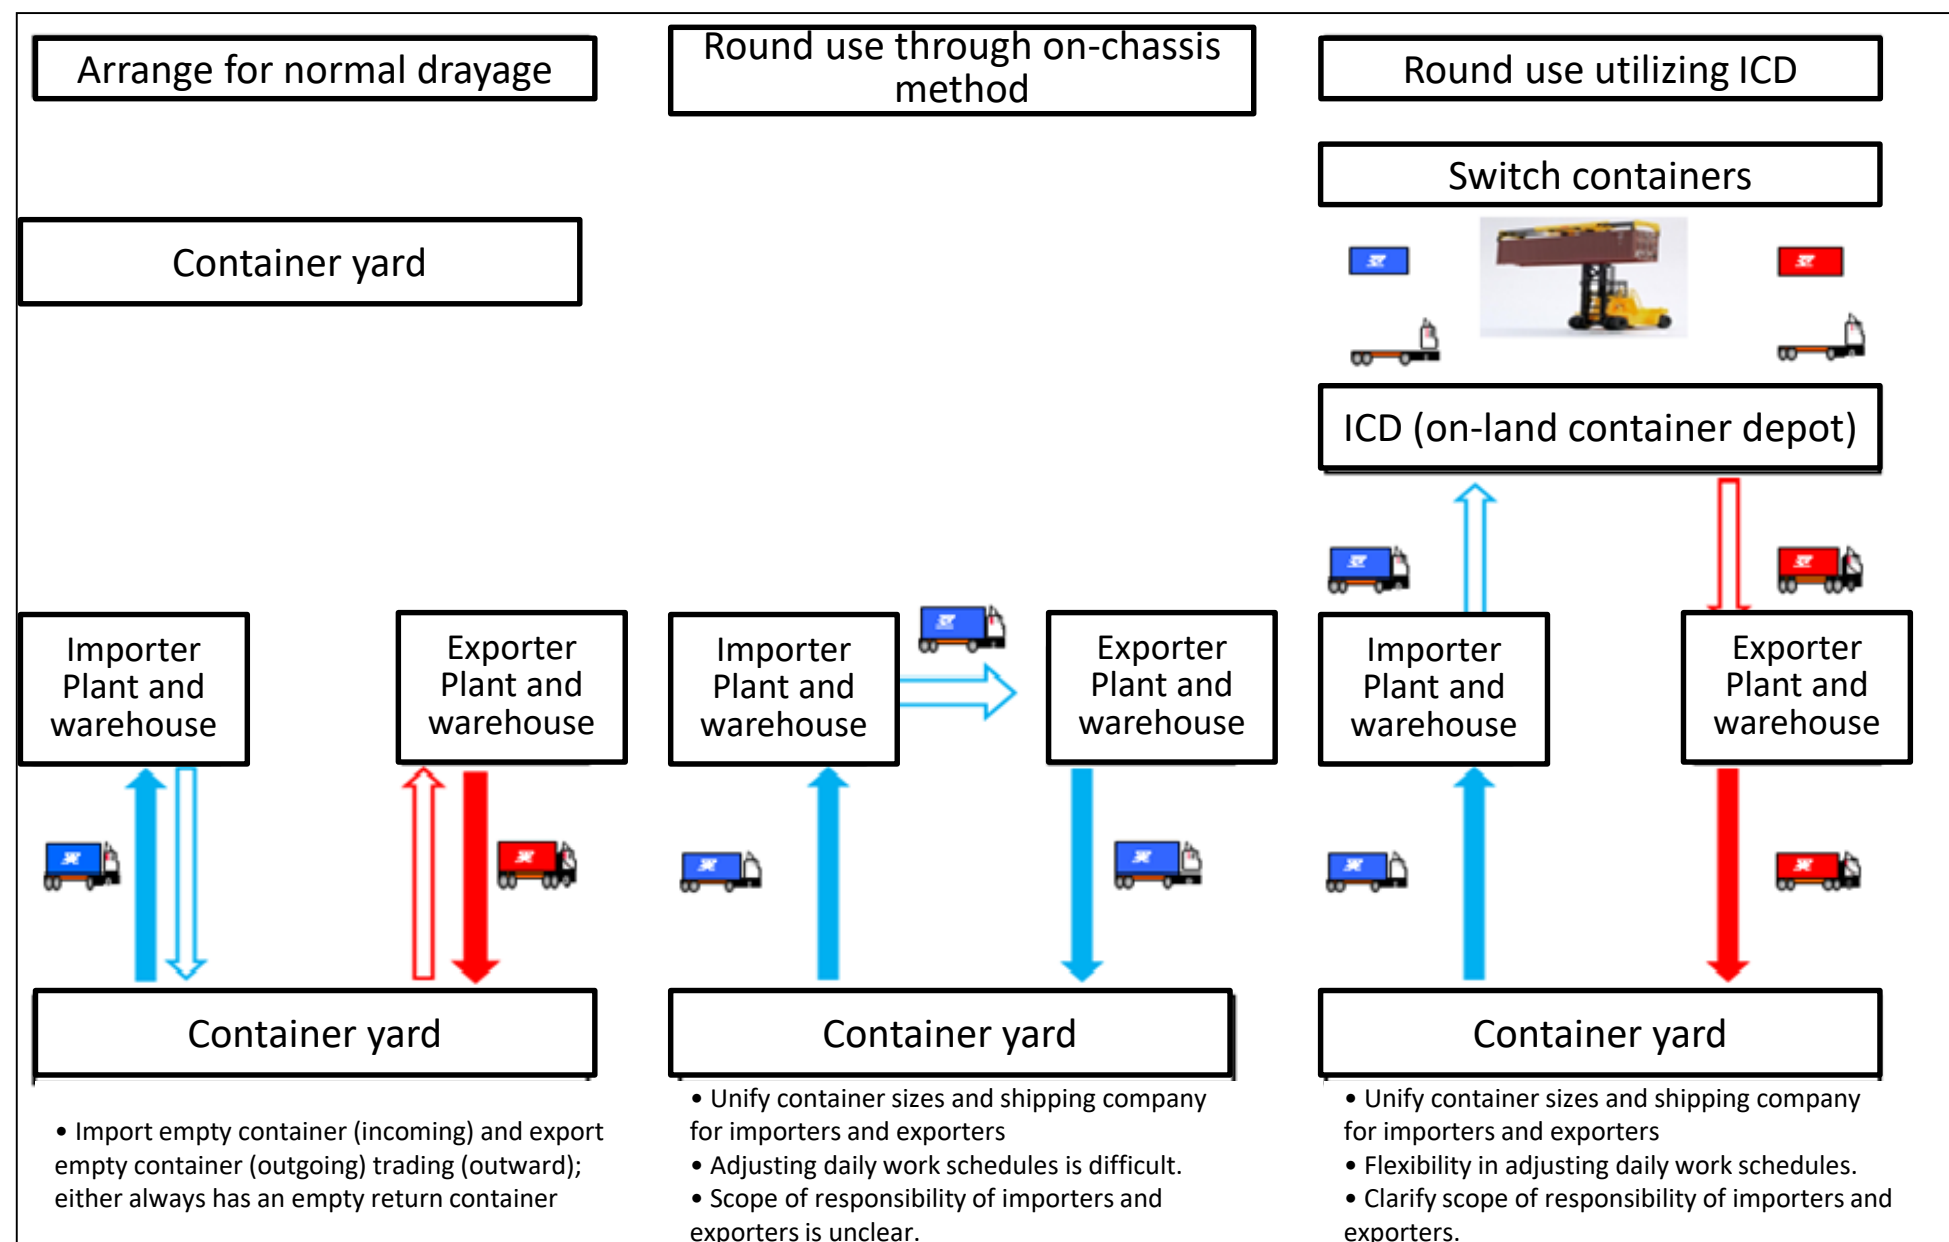 Arrange for normal drayage
Container yard
Importer
Plant and
warehouse
Exporter
Plant and
warehouse
Container yard
• Import empty container (incoming) and export
empty container (outgoing) trading (outward);
either always has an empty return container
Round use through on-chassis
method
Importer
Plant and
warehouse
Exporter
Plant and
warehouse
Container yard
• Unify container sizes and shipping company
for importers and exporters
• Adjusting daily work schedules is difficult.
• Scope of responsibility of importers and
exporters is unclear.
Round use utilizing ICD
Switch containers
ICD (on-land container depot)
Importer
Plant and
warehouse
Exporter
Plant and
warehouse
Container yard
• Unify container sizes and shipping company
for importers and exporters
• Flexibility in adjusting daily work schedules.
• Clarify scope of responsibility of importers and
exporters.